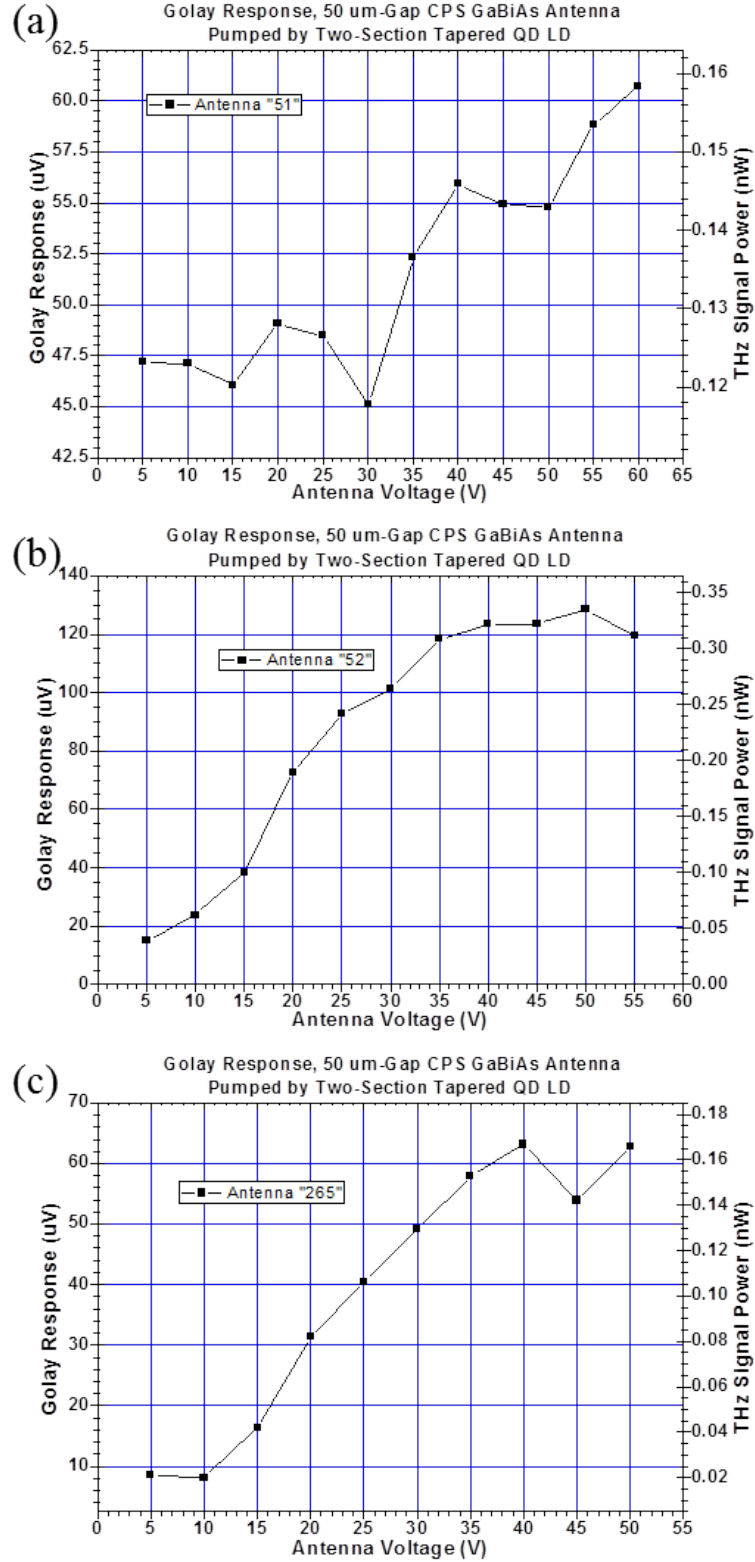 (a)
Golay Response, 50 um-Gap CPS GaBiAs Antenna
Pumped by Two-Section Tapered QD LD
62.5
60.0
57.5
55.0
52.5
50.0
47.5
45.0
42.5
Golay Response (uV)
Antenna "51"
0.16
0.15
0.14
0.13
0.12
THz Signal Power (nW)
0 5 10 15 20 25 30 35 40 45 50 55 60 65
Antenna Voltage (V)
(b)
Golay Response, 50 um-Gap CPS GaBiAs Antenna
Pumped by Two-Section Tapered QD LD
140
120
100
80
60
40
20
0
Golay Response (uV)
Antenna "52"
0.35
0.30
0.25
0.20
0.15
0.10
0.05
0.00
THz Signal Power (nW)
0 5 10 15 20 25 30 35 40 45 50 55 60
Antenna Voltage (V)
(c)
Golay Response, 50 um-Gap CPS GaBiAs Antenna
Pumped by Two-Section Tapered QD LD
70
60
50
40
30
20
10
Golay Response (uV)
Antenna "265"
0.18
0.16
0.14
0.12
0.10
0.08
0.06
0.04
0.02
THz Signal Power (nW)
0 5 10 15 20 25 30 35 40 45 50 55
Antenna Voltage (V)